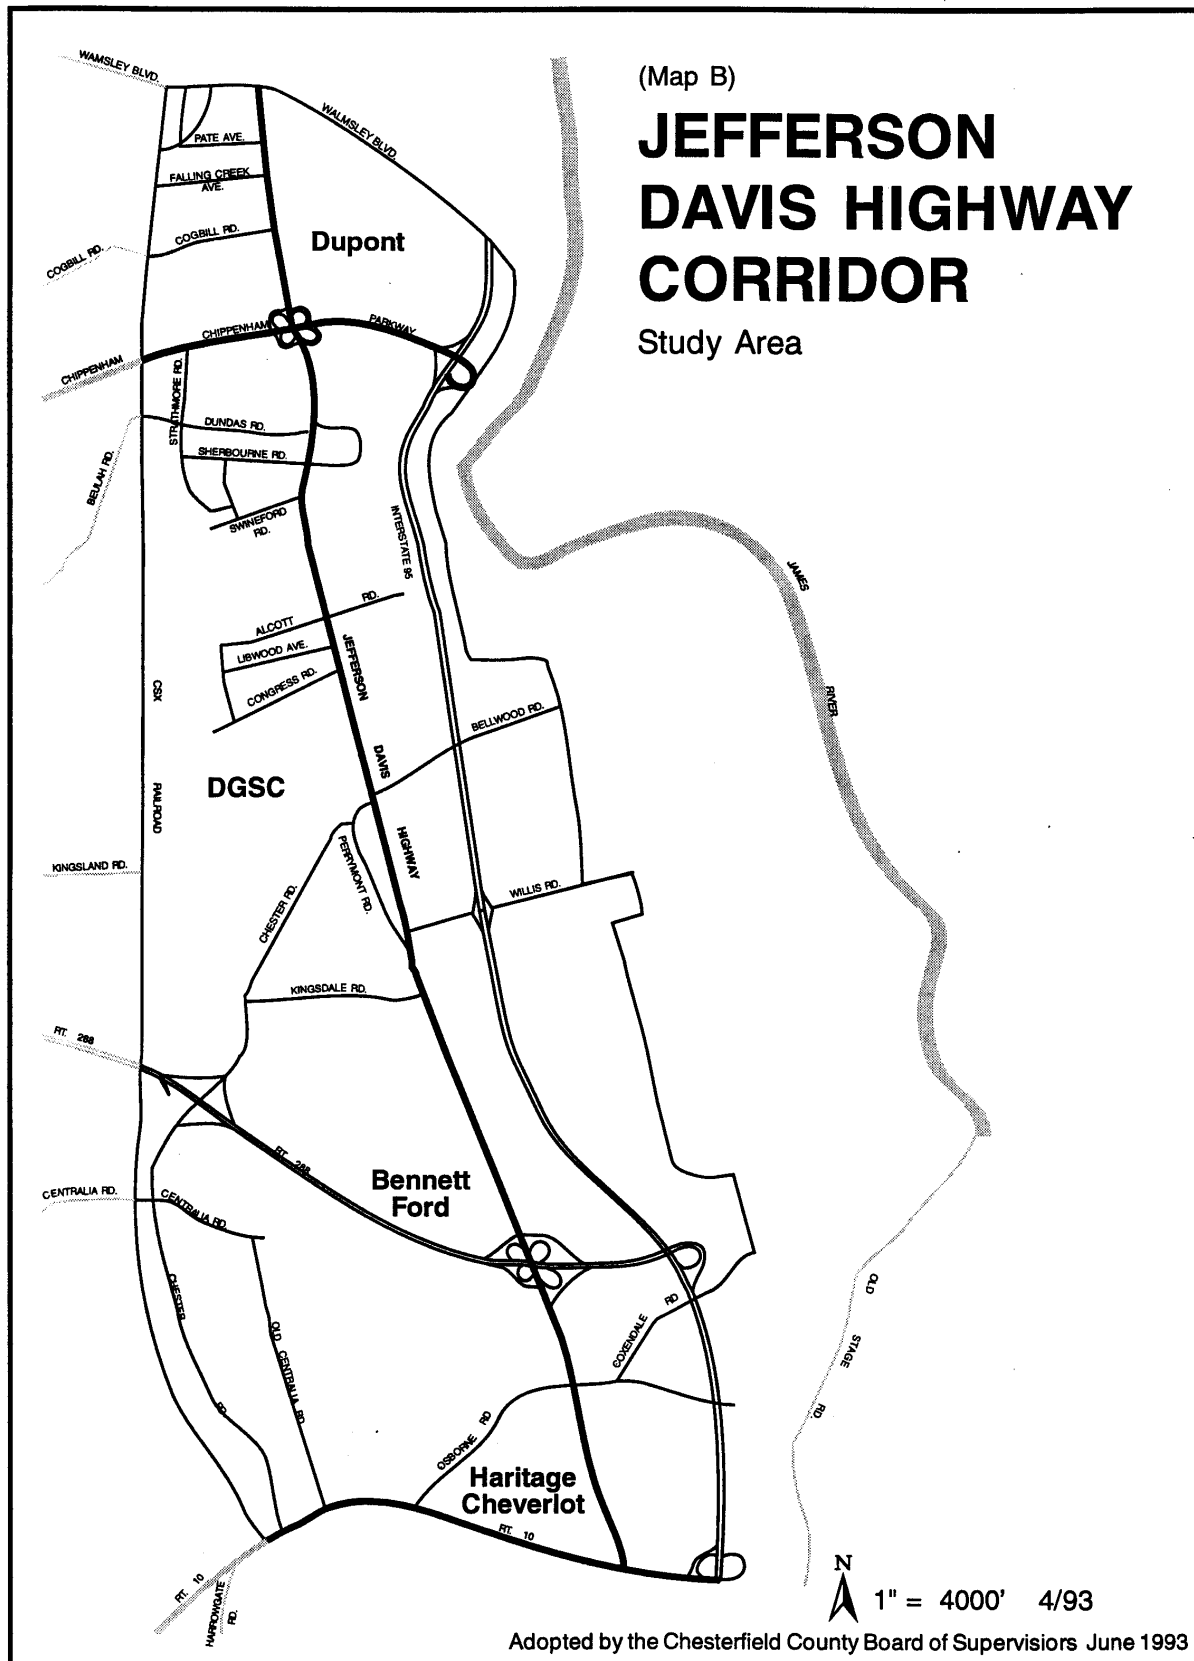 (Map B)
JEFFERSON
DAVIS HIGHWAY
CORRIDOR
Study Area
WAMSLEY BLVD.
WALMSLEY BLVD.
PATE AVE.
FALLING CREEK
AVE.
COGBILL RD.
COGBILL RD.
Dupont
CHIPPENHAM
PARKWAY
CHIPPENHAM
STRATHMORE RD.
DUNDAS RD.
SHERBOURNE RD.
BEULAH RD.
SWINEFORD
RD.
INTERSTATE 95
JAMES
RIVER
ALCOTT
RD.
LIBWOOD AVE.
CONGRESS RD.
JEFFERSON
DAVIS
HIGHWAY
CSX
RAILROAD
BELLWOOD RD.
DGSC
PERRYMONT RD.
KINGSLAND RD.
CHESTER RD.
WILLIS RD.
KINGSDALE RD.
RT. 288
RT. 288
Bennett
Ford
CENTRALIA RD.
CENTRALIA RD.
CHESTER
RD.
OLD CENTRALIA RD.
COXENDALE
RD
OLD
STAGE
RD.
OSBORNE RD
Haritage
Cheverlot
RT. 10
RT. 10
HARROWGATE
RD.
N
1" = 4000' 4/93
Adopted by the Chesterfield County Board of Supervisiors June 1993